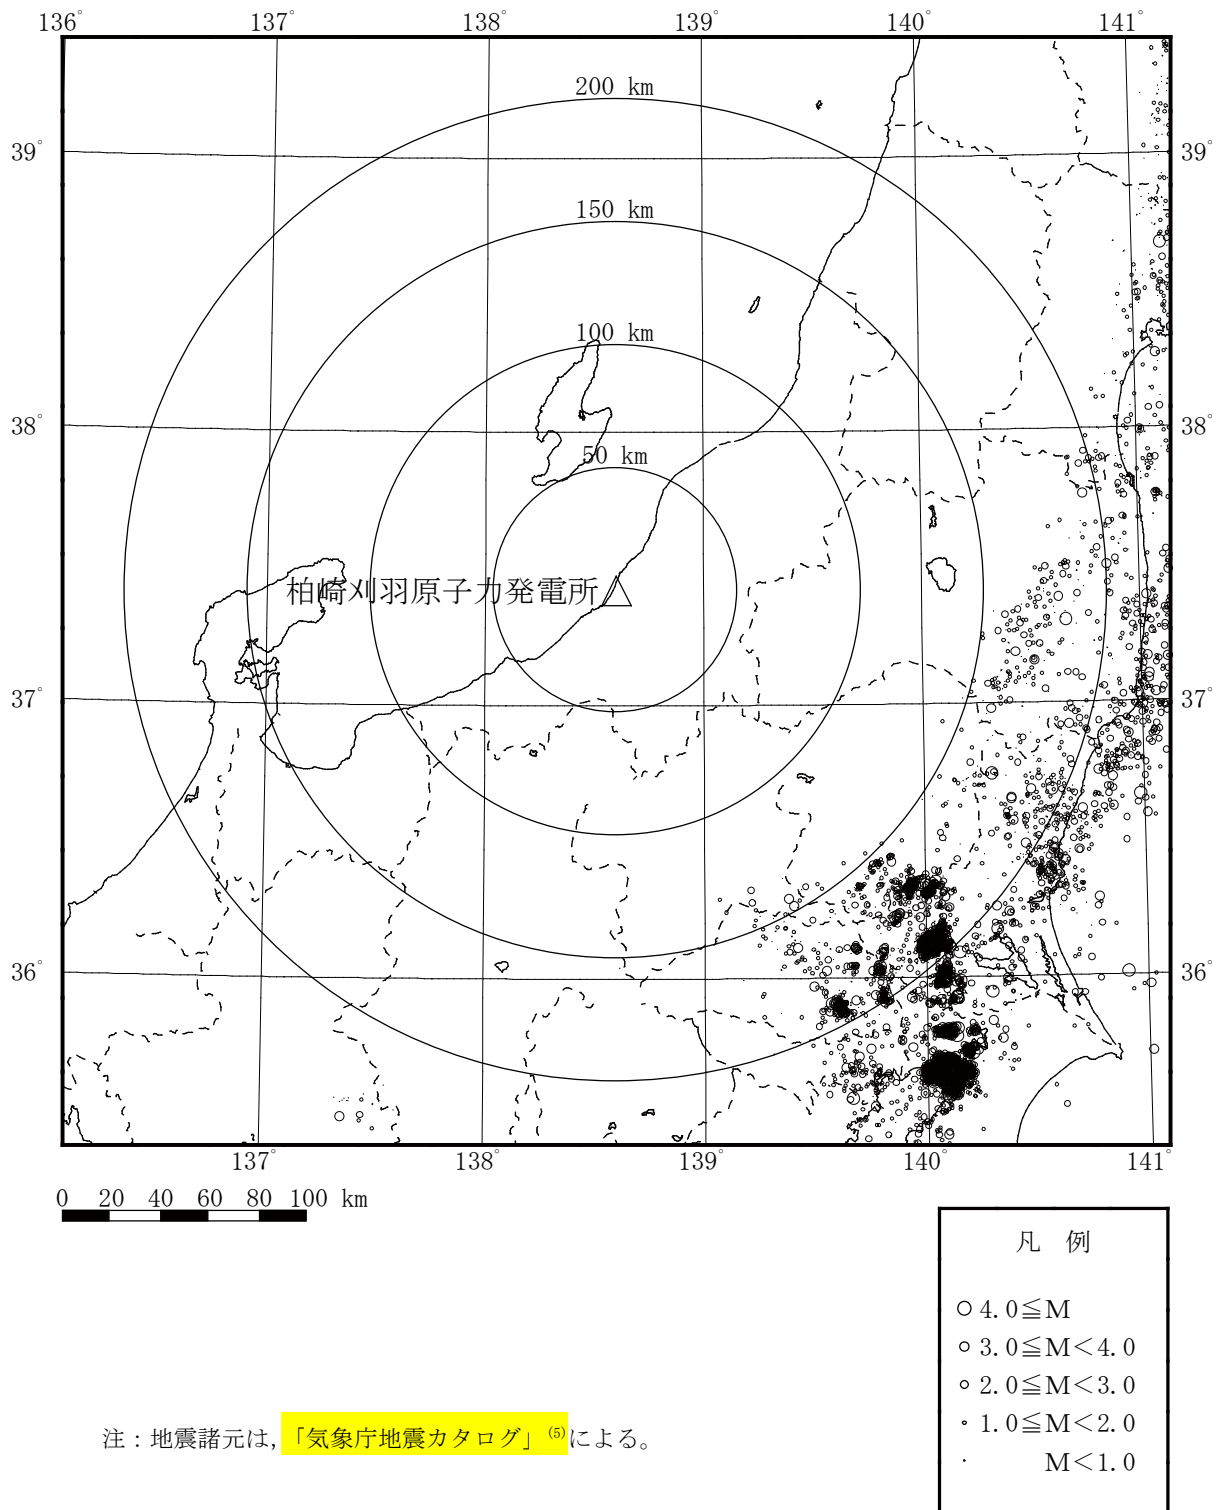 136° 137° 138° 139° 140° 141°
200 km
39° 39°
150 km
100 km
38° 38°
50 km
柏崎刈羽原子力発電所
37° 37°
36° 36°
137° 138° 139° 140° 141°
0 20 40 60 80 100 km
凡 例
4.0≦M
3.0≦M<4.0
2.0≦M<3.0
1.0≦M<2.0
M<1.0
注：地震諸元は，「気象庁地震カタログ」(5)による。